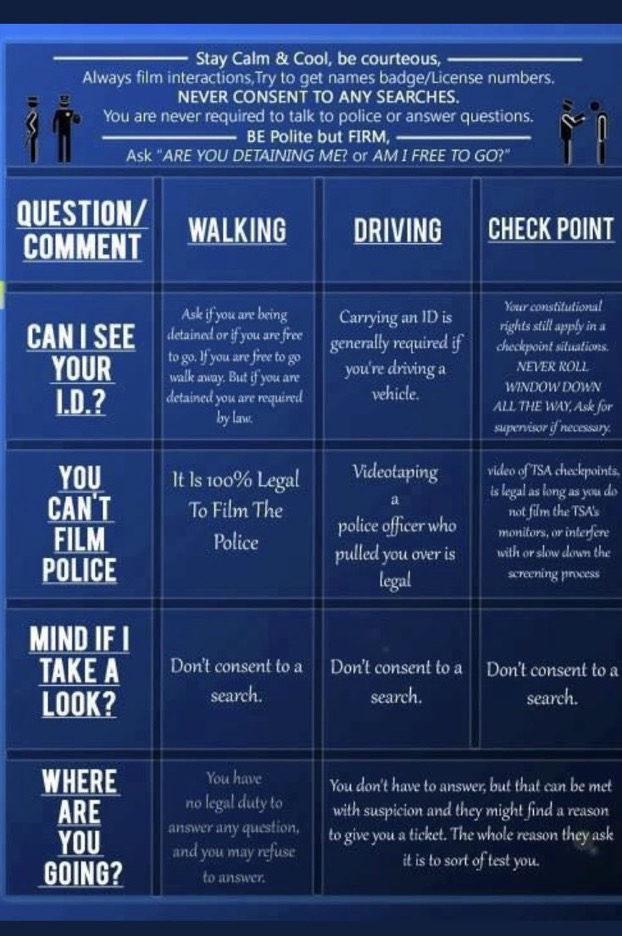 Stay Calm & Cool, be courteous,
Always film interactions,Try to get names badge/License numbers.
NEVER CONSENT TO ANY SEARCHES.
You are never required to talk to police or answer questions.
BE Polite but FIRM,
Ask "ARE YOU DETAINING ME? or AM I FREE TO GO?"
QUESTION/
COMMENT
WALKING
DRIVING
CHECK POINT
CAN I SEE
YOUR
I.D.?
Ask if you are being
detained or if you are free
to go. If you are free to go
walk away. But if you are
detained you are required
by law.
Carrying an ID is
generally required if
you're driving a
vehicle.
Your constitutional
rights still apply in a
checkpoint situations.
NEVER ROLL
WINDOW DOWN
ALL THE WAY, Ask for
supervisor if necessary.
YOU
CAN'T
FILM
POLICE
It Is 100% Legal
To Film The
Police
Videotaping
a
police officer who
pulled you over is
legal
video of TSA checkpoints,
is legal as long as you do
not film the TSA's
monitors, or interfere
with or slow down the
screening process
MIND IF I
TAKE A
LOOK?
Don't consent to a
search.
Don't consent to a
search.
Don't consent to a
search.
WHERE
ARE
YOU
GOING?
You have
no legal duty to
answer any question,
and you may refuse
to answer.
You don't have to answer, but that can be met
with suspicion and they might find a reason
to give you a ticket. The whole reason they ask
it is to sort of test you.